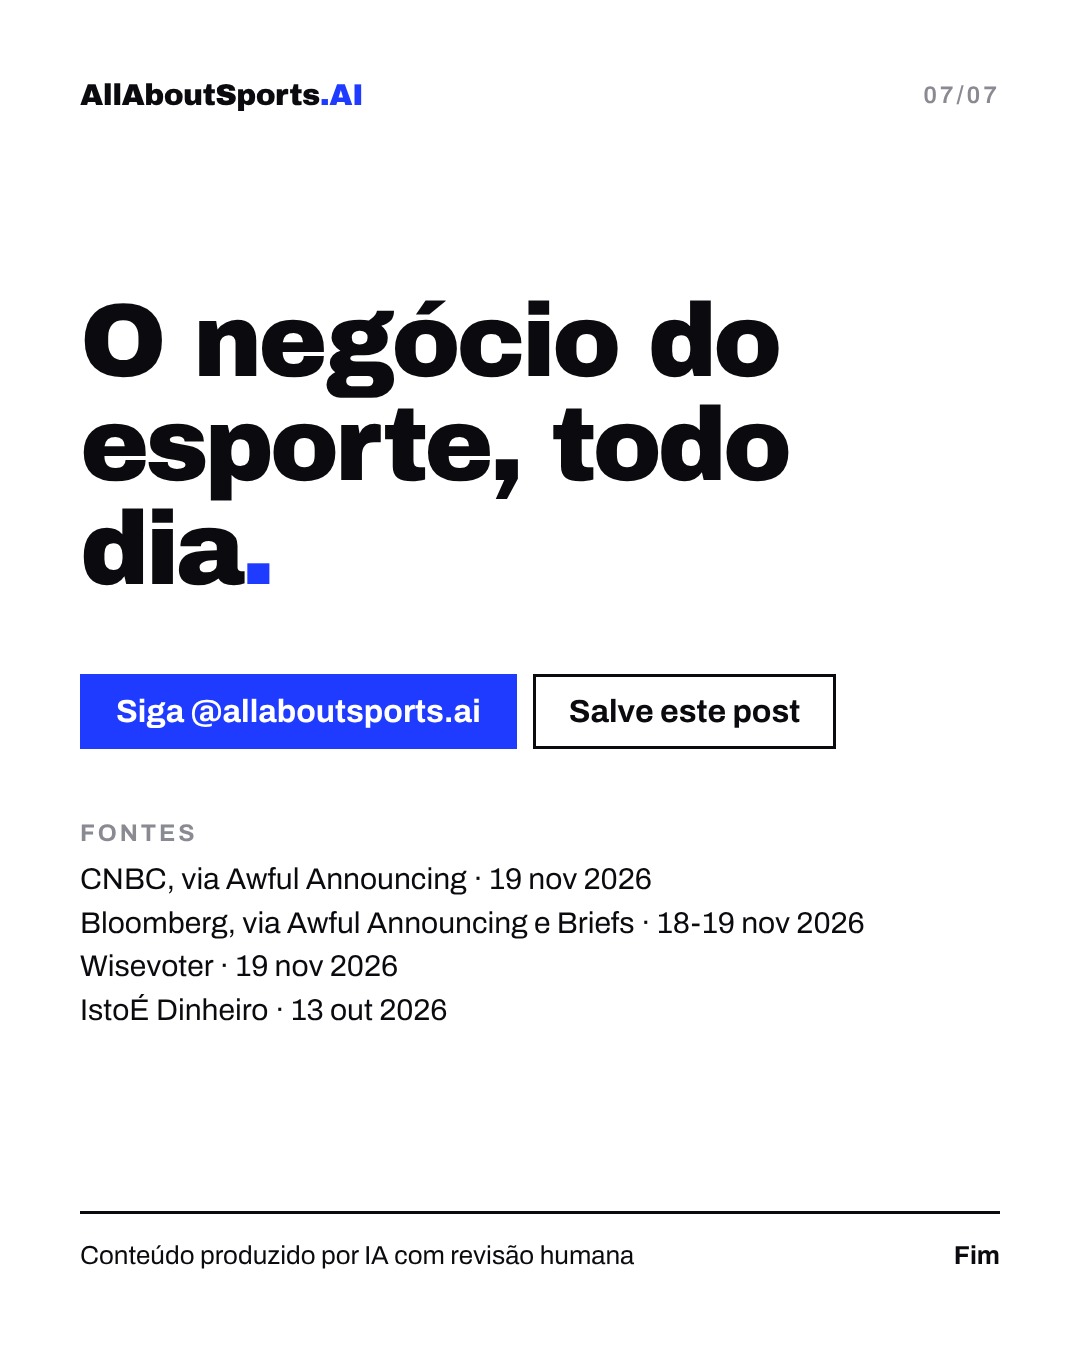 AllAboutSports.AI
07/07
O negócio do
esporte, todo
dia.
Siga @allaboutsports.ai
Salve este post
FONTES
CNBC, via Awful Announcing · 19 nov 2026
Bloomberg, via Awful Announcing e Briefs · 18-19 nov 2026
Wisevoter · 19 nov 2026
IstoÉ Dinheiro · 13 out 2026
Conteúdo produzido por IA com revisão humana
Fim